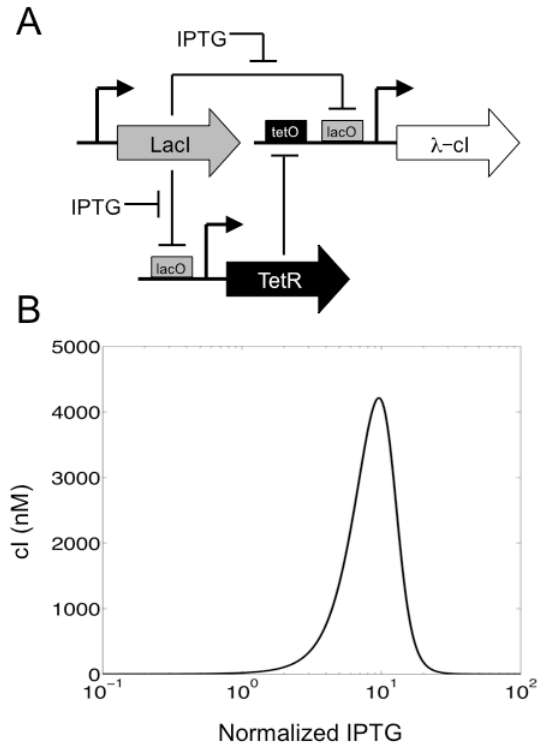 A
IPTG
LacI
tetO
lacO
λ-cI
IPTG
lacO
TetR
B
5000
4000
3000
2000
1000
0
cI (nM)
10⁻¹
10⁰
10¹
10²
Normalized IPTG